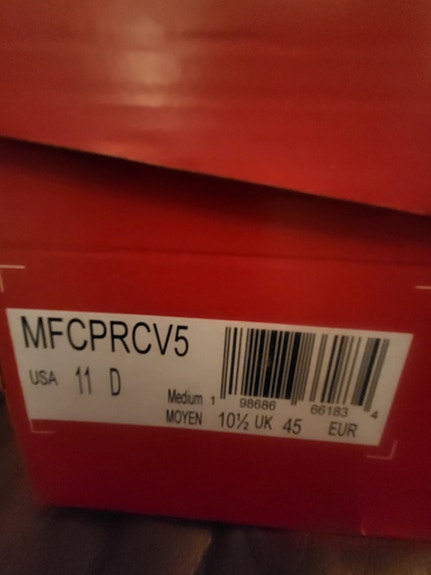 MFCPRCV5
USA 11 D
Medium
MOYEN
1 98686 66183 4
10½ UK 45 EUR